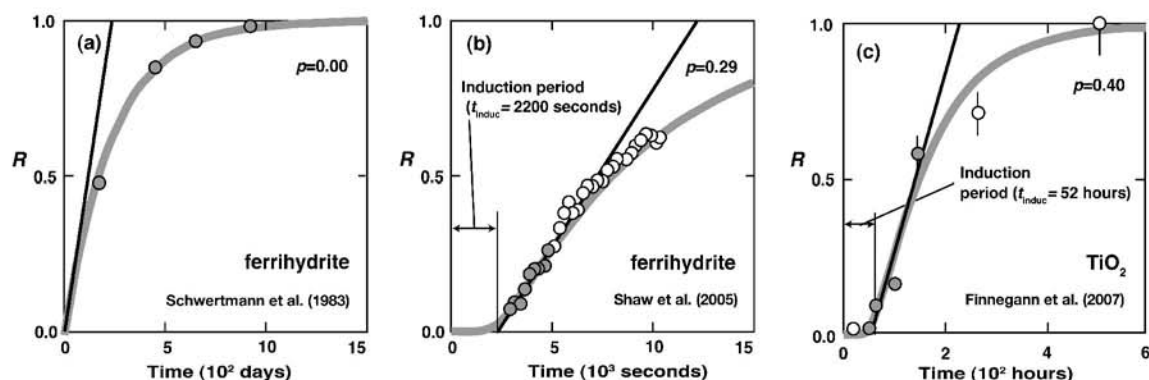 1.0
(a)
p=0.00
R
0.5
ferrihydrite
Schwertmann et al. (1983)
0.0
0 5 10 15
Time (10² days)
1.0
(b)
p=0.29
Induction period
(t_induc = 2200 seconds)
R
0.5
ferrihydrite
Shaw et al. (2005)
0.0
0 5 10 15
Time (10³ seconds)
1.0
(c)
p=0.40
R
0.5
Induction
period (t_induc = 52 hours)
TiO₂
Finnegann et al. (2007)
0.0
0 2 4 6
Time (10² hours)